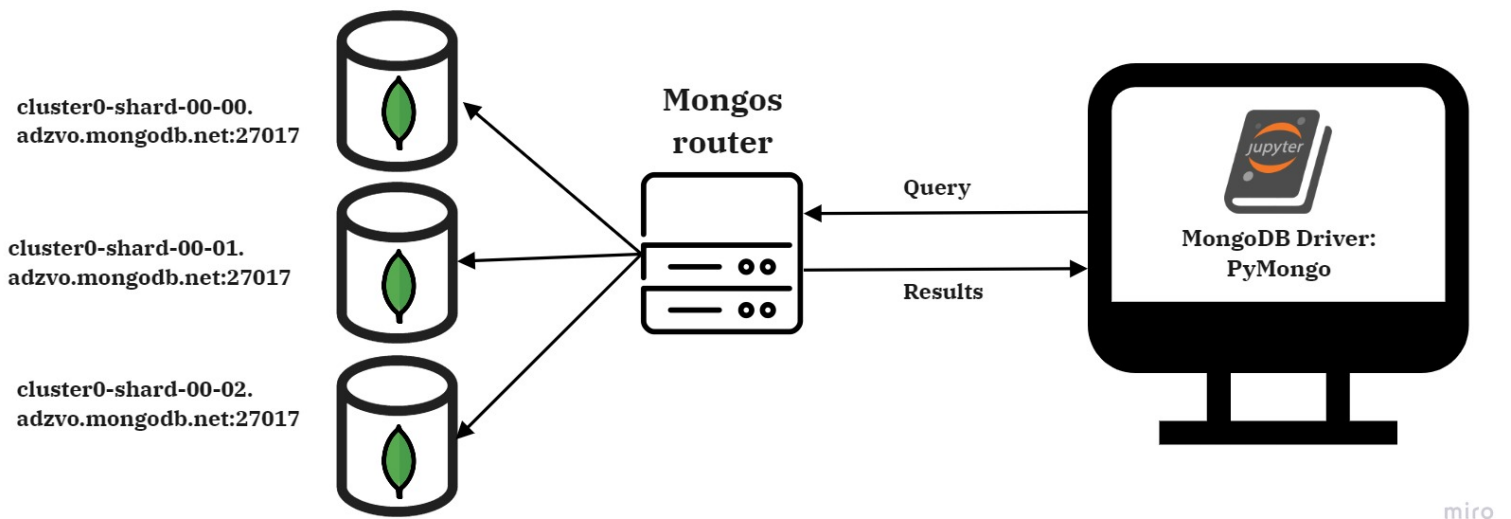 cluster0-shard-00-00.
adzvo.mongodb.net:27017
cluster0-shard-00-01.
adzvo.mongodb.net:27017
cluster0-shard-00-02.
adzvo.mongodb.net:27017
Mongos
router
Query
Results
jupyter
MongoDB Driver:
PyMongo
miro